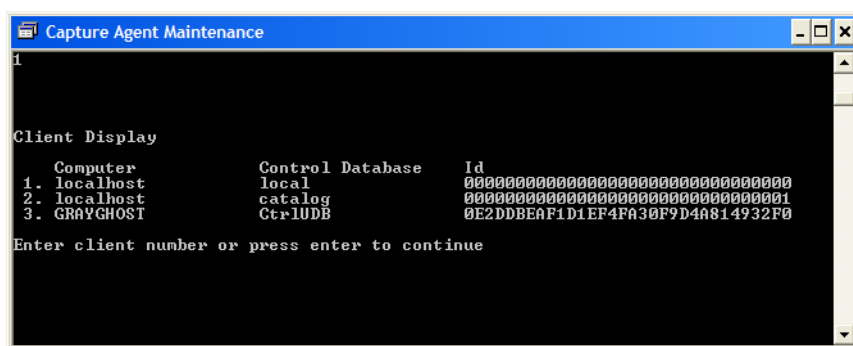 Capture Agent Maintenance
1
Client Display
Computer Control Database Id
1. localhost local 00000000000000000000000000000000
2. localhost catalog 00000000000000000000000000000001
3. GRAYGHOST CtrlUDB 0E2DDBEAF1D1EF4FA30F9D4A814932F0
Enter client number or press enter to continue